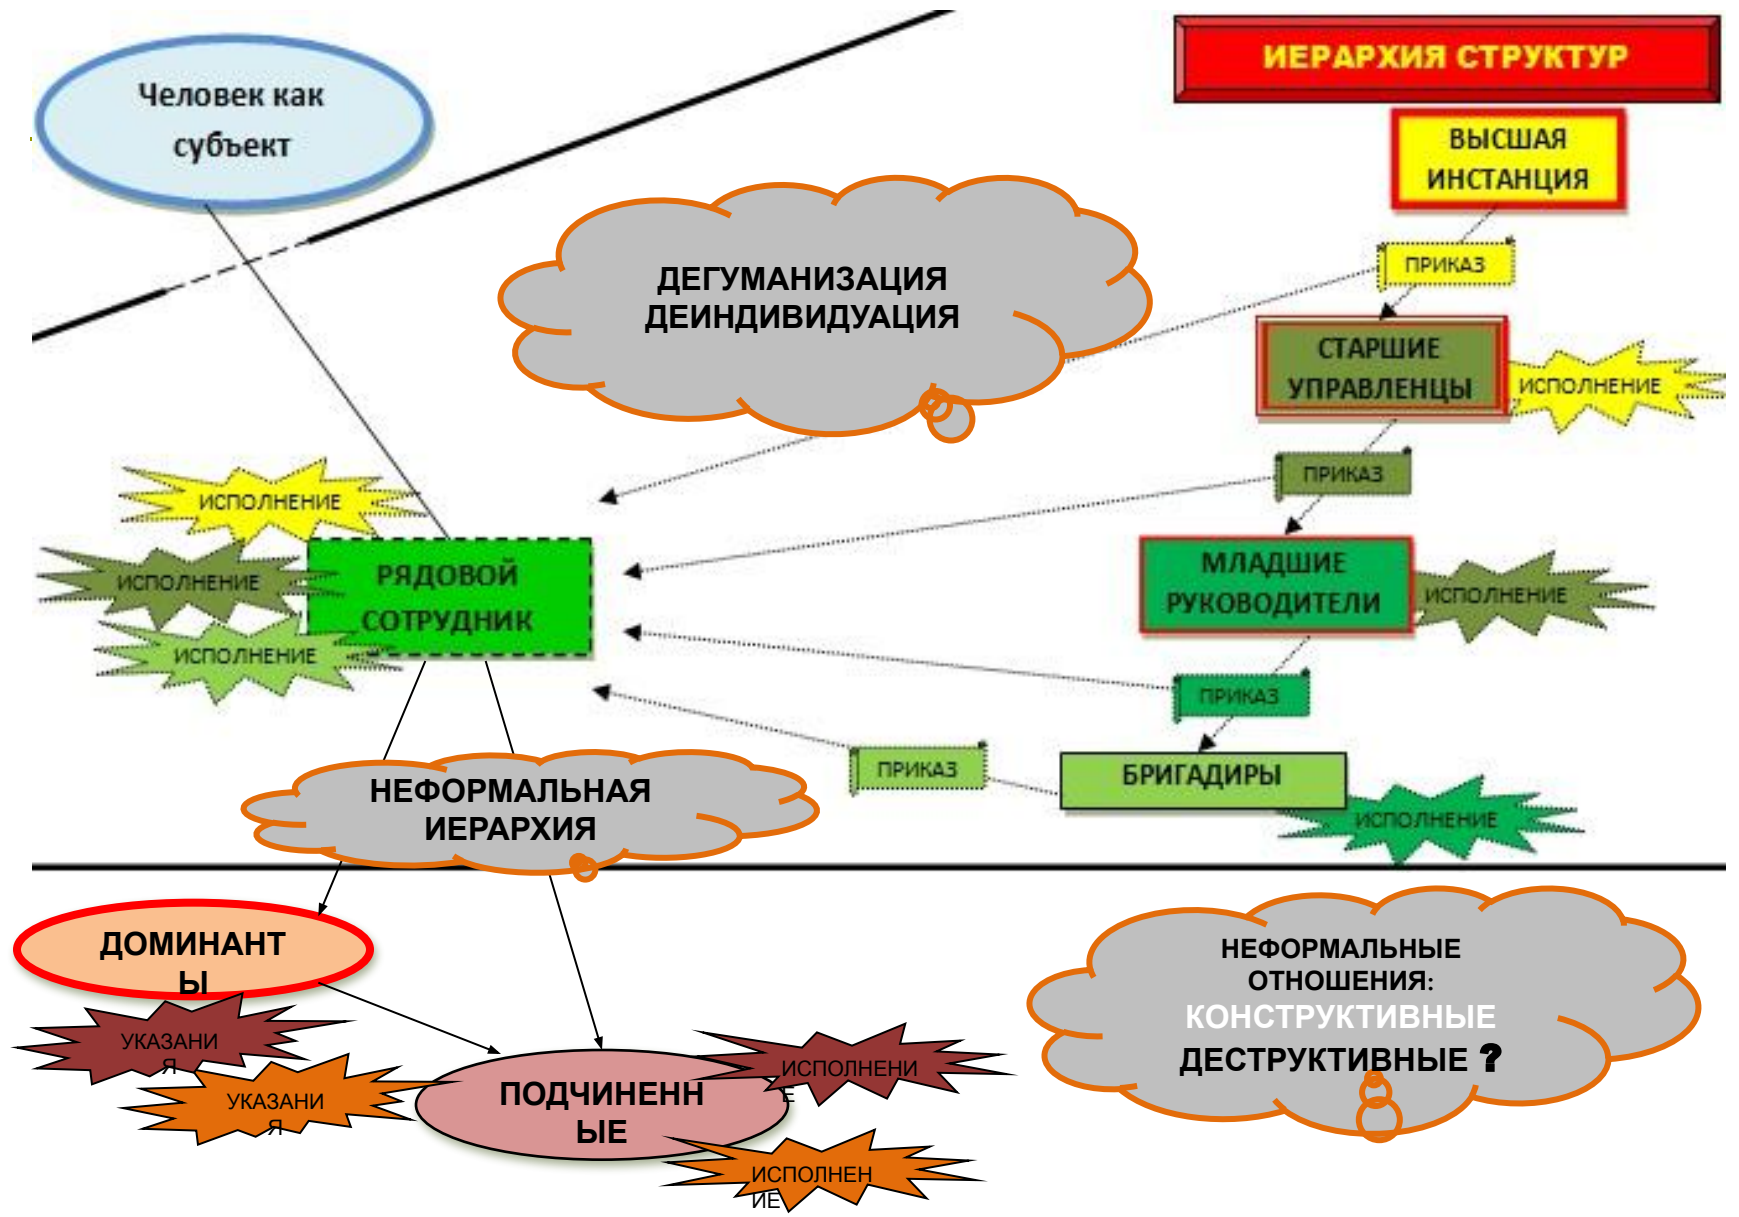 Человек как
субъект
ИЕРАРХИЯ СТРУКТУР
ВЫСШАЯ
ИНСТАНЦИЯ
ПРИКАЗ
ДЕГУМАНИЗАЦИЯ
ДЕИНДИВИДУАЦИЯ
СТАРШИЕ
УПРАВЛЕНЦЫ
ИСПОЛНЕНИЕ
ПРИКАЗ
ИСПОЛНЕНИЕ
ИСПОЛНЕНИЕ
ИСПОЛНЕНИЕ
РЯДОВОЙ
СОТРУДНИК
МЛАДШИЕ
РУКОВОДИТЕЛИ
ИСПОЛНЕНИЕ
ПРИКАЗ
ПРИКАЗ
БРИГАДИРЫ
ИСПОЛНЕНИЕ
НЕФОРМАЛЬНАЯ
ИЕРАРХИЯ
ДОМИНАНТ
Ы
УКАЗАНИ
Я
УКАЗАНИ
Я
ПОДЧИНЕНН
ЫЕ
ИСПОЛНЕНИ
Е
ИСПОЛНЕН
ИЕ
НЕФОРМАЛЬНЫЕ
ОТНОШЕНИЯ:
КОНСТРУКТИВНЫЕ
ДЕСТРУКТИВНЫЕ ?